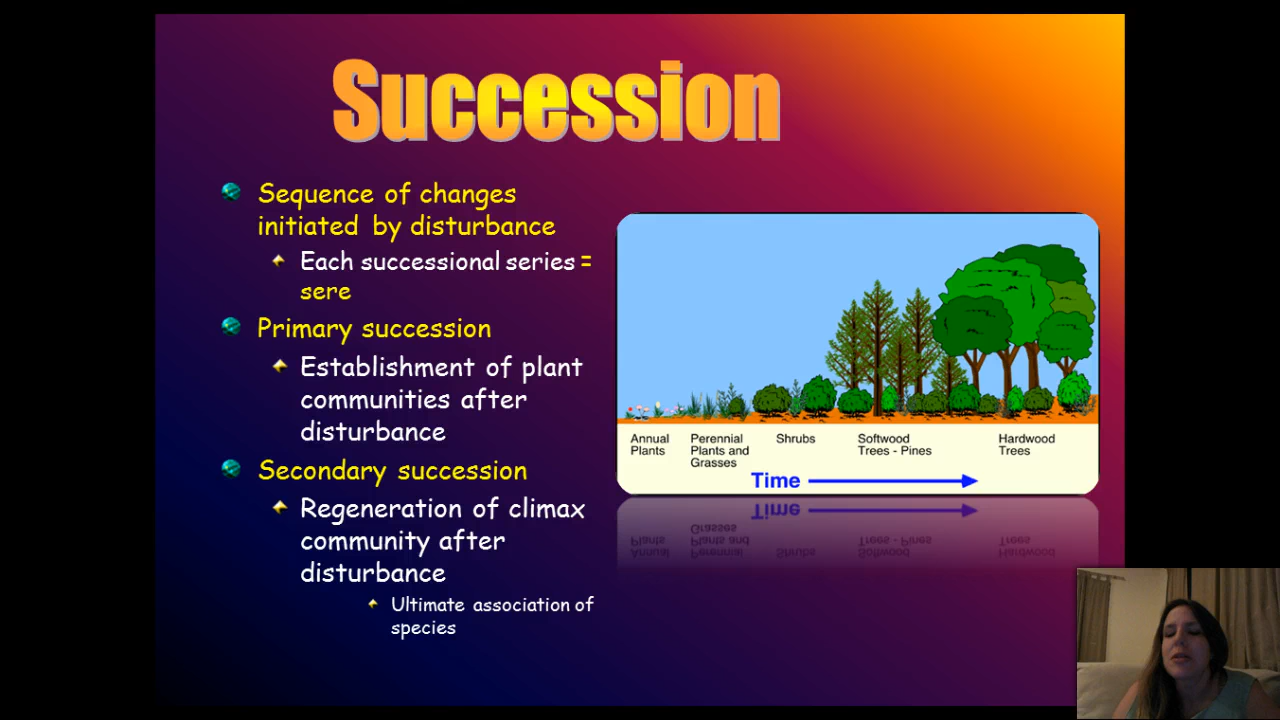 Succession
Sequence of changes
initiated by disturbance
Each successional series =
sere
Primary succession
Establishment of plant
communities after
disturbance
Secondary succession
Regeneration of climax
community after
disturbance
Ultimate association of
species
Annual
Plants
Perennial
Plants and
Grasses
Shrubs
Softwood
Trees - Pines
Hardwood
Trees
Time